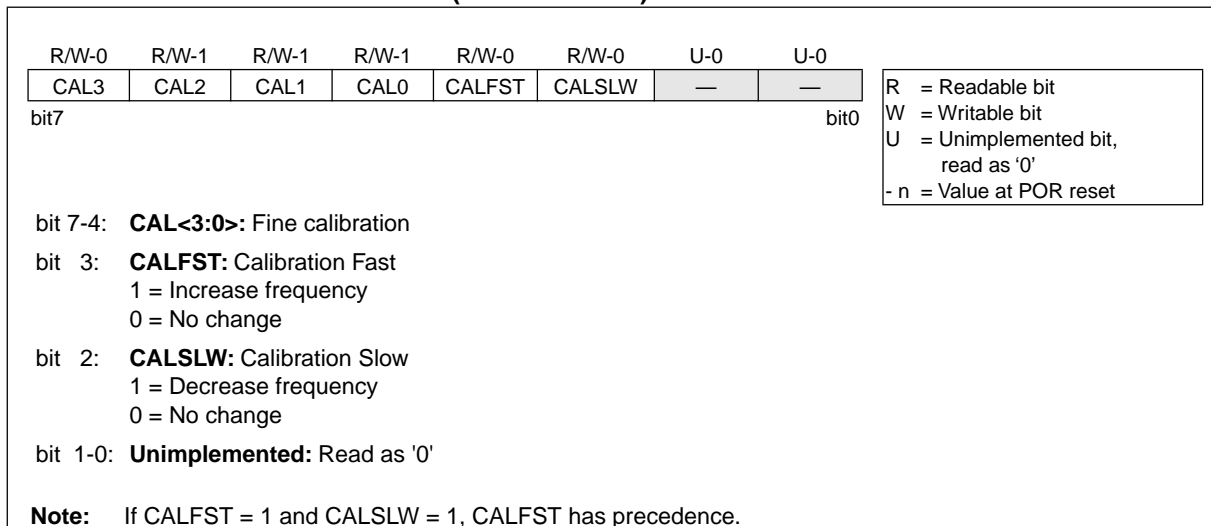 R/W-0 R/W-1 R/W-1 R/W-1 R/W-0 R/W-0 U-0 U-0
CAL3 CAL2 CAL1 CAL0 CALFST CALSLW — —
bit7 bit0
R = Readable bit
W = Writable bit
U = Unimplemented bit,
read as ‘0’
- n = Value at POR reset
bit 7-4: CAL<3:0>: Fine calibration
bit 3: CALFST: Calibration Fast
1 = Increase frequency
0 = No change
bit 2: CALSLW: Calibration Slow
1 = Decrease frequency
0 = No change
bit 1-0: Unimplemented: Read as '0'
Note: If CALFST = 1 and CALSLW = 1, CALFST has precedence.